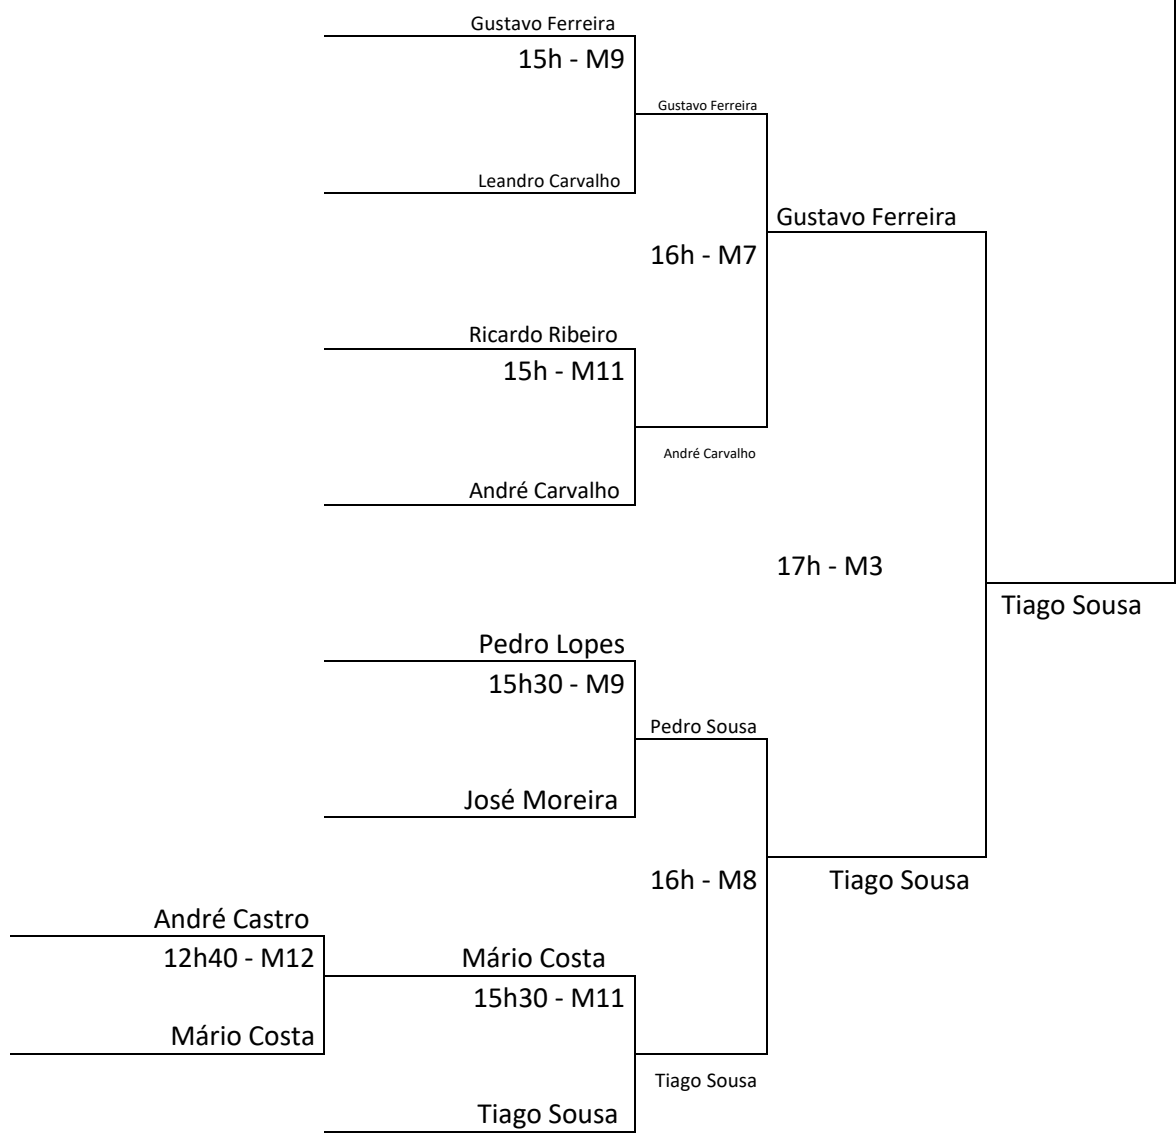 Gustavo Ferreira
15h - M9
Gustavo Ferreira
Leandro Carvalho
Gustavo Ferreira
16h - M7
Ricardo Ribeiro
15h - M11
André Carvalho
André Carvalho
17h - M3
Tiago Sousa
Pedro Lopes
15h30 - M9
Pedro Sousa
José Moreira
16h - M8
Tiago Sousa
André Castro
12h40 - M12
Mário Costa
15h30 - M11
Mário Costa
Tiago Sousa
Tiago Sousa